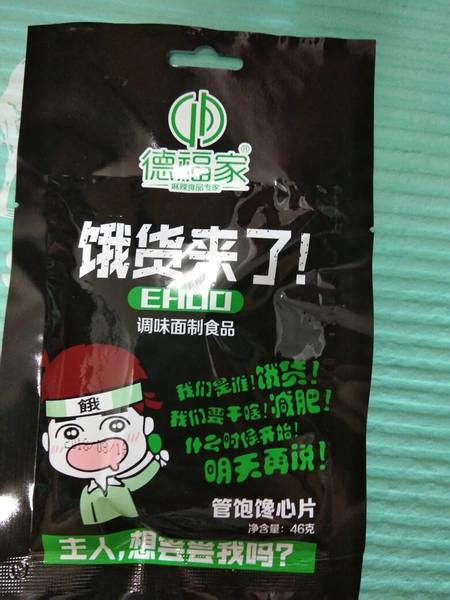 德福家
麻辣食品专家
饿货来了!
EHUO
调味面制食品
我们是谁!饿货!
我们要干啥!减肥!
什么时候开始!
明天再说!
餓
管饱馋心片
净含量: 46克
主人,想尝尝我吗?